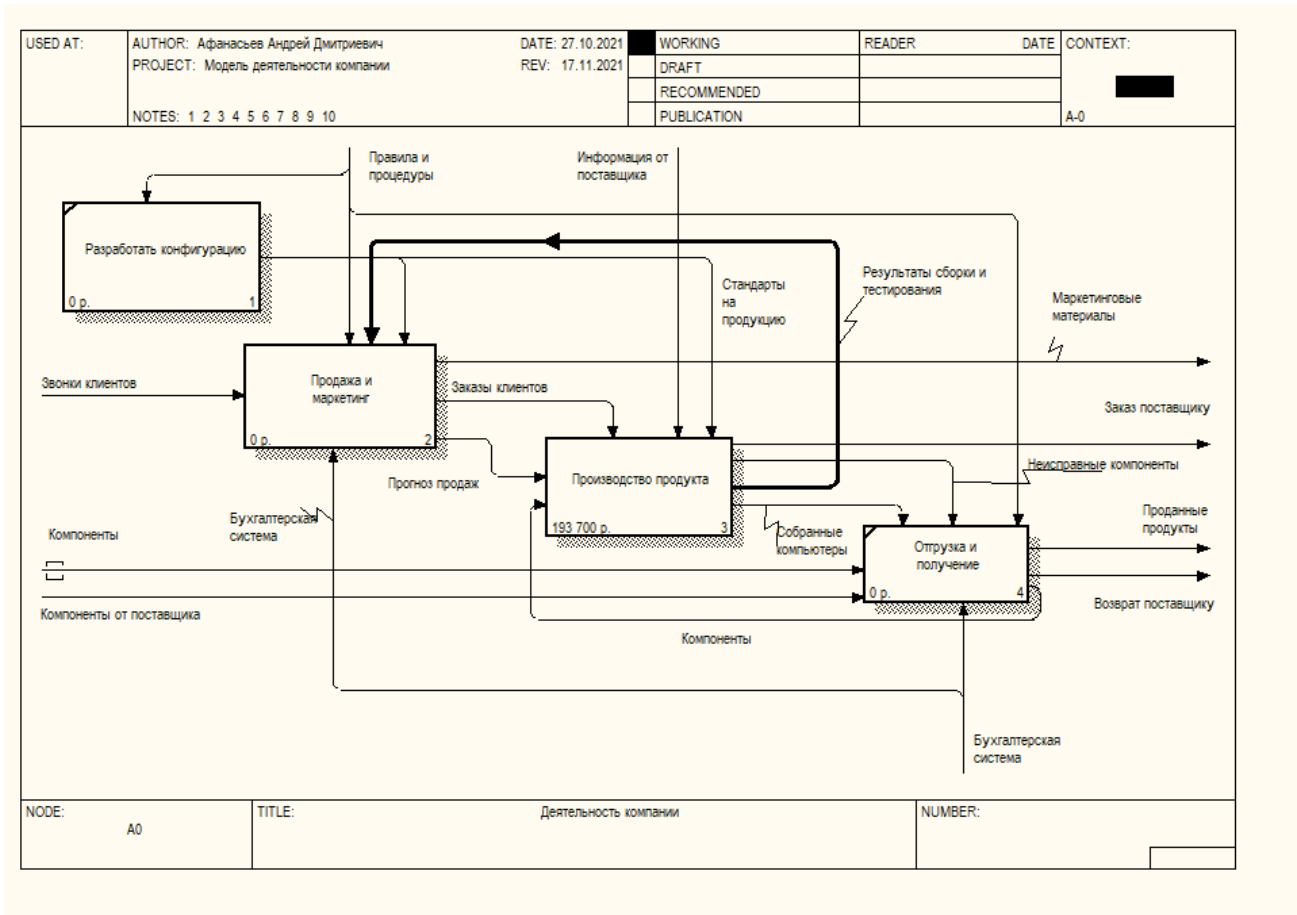 USED AT:
AUTHOR: Афанасьев Андрей Дмитриевич
DATE: 27.10.2021
PROJECT: Модель деятельности компании
REV: 17.11.2021
NOTES: 1 2 3 4 5 6 7 8 9 10
WORKING
DRAFT
RECOMMENDED
PUBLICATION
READER
DATE
CONTEXT:
A-0
Правила и
процедуры
Информация от
поставщика
Разработать конфигурацию
0 р.
1
Стандарты
на
продукцию
Результаты сборки и
тестирования
Маркетинговые
материалы
Звонки клиентов
Продажа и
маркетинг
0 р.
2
Заказы клиентов
Заказ поставщику
Прогноз продаж
Производство продукта
193 700 р.
3
Неисправные компоненты
Бухгалтерская
система
Компоненты
Собранные
компьютеры
Проданные
продукты
Отгрузка и
получение
0 р.
4
Компоненты от поставщика
Возврат поставщику
Компоненты
Бухгалтерская
система
NODE:
A0
TITLE:
Деятельность компании
NUMBER: